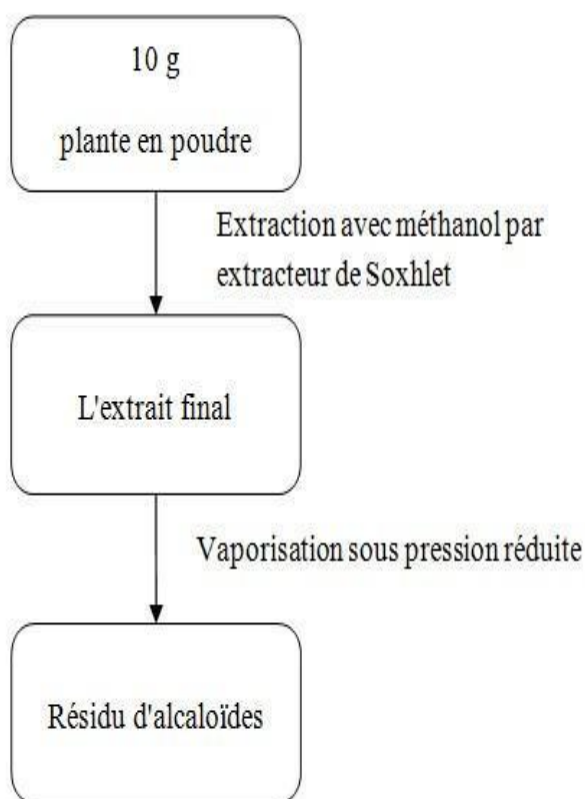 10 g
plante en poudre
Extraction avec méthanol par
extracteur de Soxhlet
L'extrait final
Vaporisation sous pression réduite
Résidu d'alcaloïdes